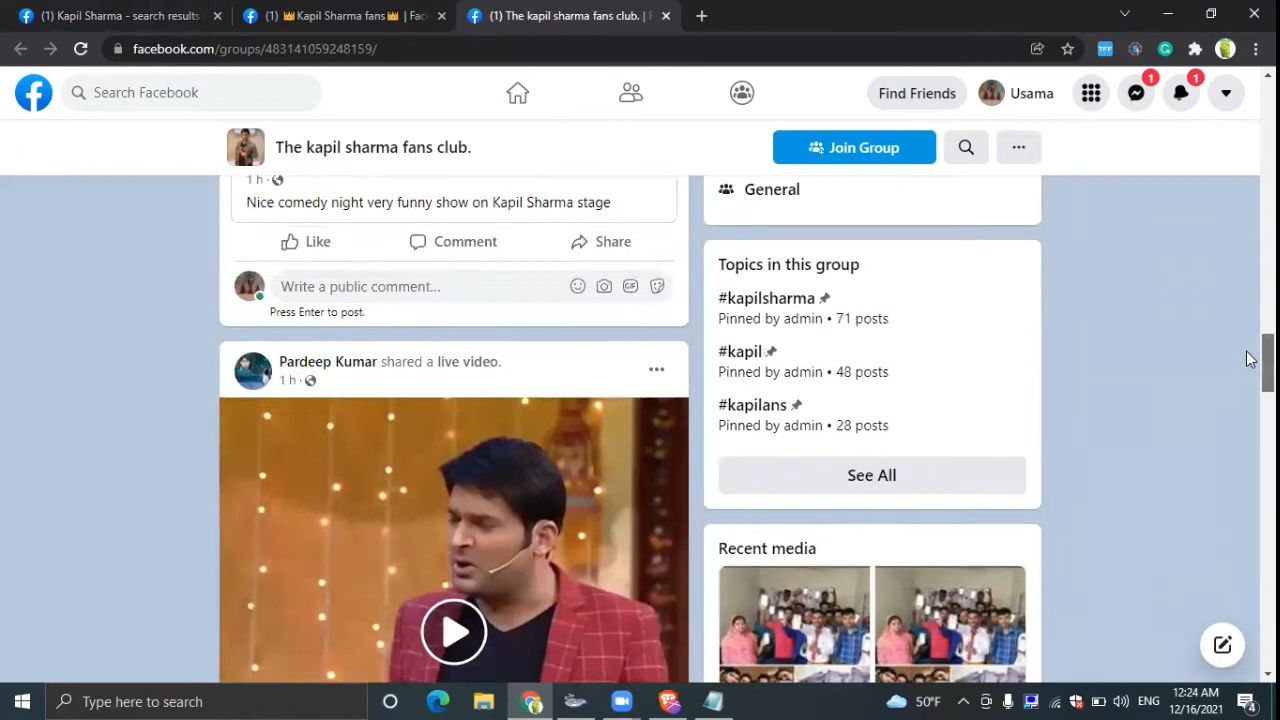 (1) Kapil Sharma - search results
(1) 👑Kapil Sharma fans👑 | Fac
(1) The kapil sharma fans club. | F
facebook.com/groups/483141059248159/
Search Facebook
Find Friends
Usama
1
1
The kapil sharma fans club.
Join Group
1 h
Nice comedy night very funny show on Kapil Sharma stage
Like
Comment
Share
Write a public comment...
GIF
Press Enter to post.
Pardeep Kumar shared a live video.
1 h
General
Topics in this group
#kapilsharma
Pinned by admin • 71 posts
#kapil
Pinned by admin • 48 posts
#kapilans
Pinned by admin • 28 posts
See All
Recent media
Type here to search
50°F
ENG
12:24 AM
12/16/2021
4